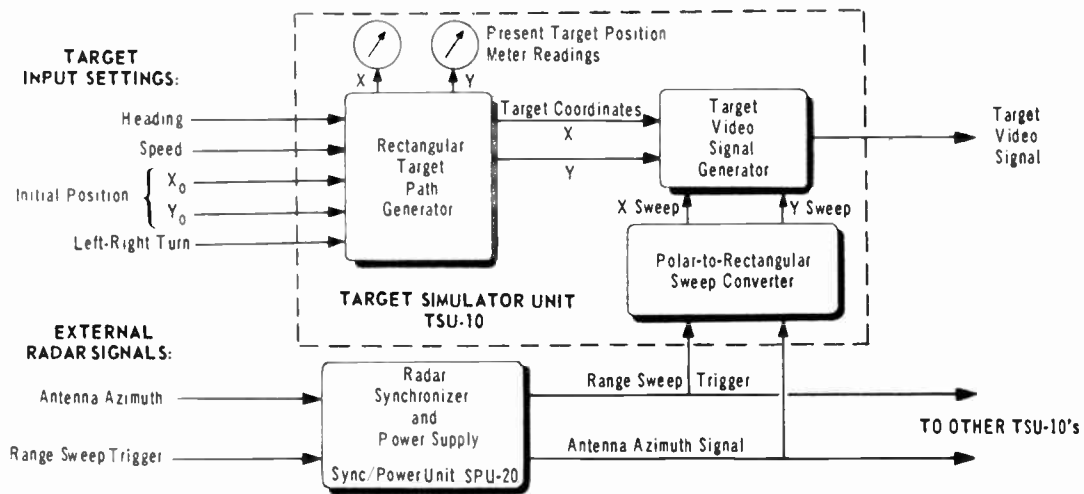 Present Target Position
Meter Readings
X
Y
TARGET
INPUT SETTINGS:
Heading
Speed
Initial Position
X₀
Y₀
Left-Right Turn
Rectangular
Target
Path
Generator
Target Coordinates
X
Y
Target
Video
Signal
Generator
Target
Video
Signal
X Sweep
Y Sweep
Polar-to-Rectangular
Sweep Converter
TARGET SIMULATOR UNIT
TSU-10
EXTERNAL
RADAR SIGNALS:
Antenna Azimuth
Range Sweep Trigger
Radar
Synchronizer
and
Power Supply
Sync/Power Unit SPU-20
Range Sweep Trigger
Antenna Azimuth Signal
TO OTHER TSU-10's